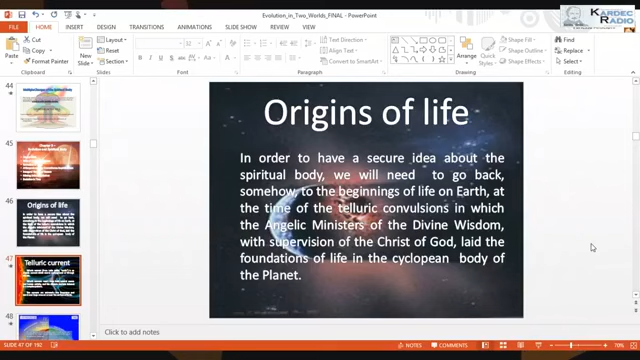 Evolution_in_Two_Worlds_FINAL - PowerPoint
KARDEC
RADIO
FILE HOME INSERT DESIGN TRANSITIONS ANIMATIONS SLIDE SHOW REVIEW VIEW
Paste
Cut
Copy
Format Painter
Clipboard
New Slide
Layout
Reset
Section
Slides
Font
Text Direction
Align Text
Convert to SmartArt
Paragraph
Arrange
Quick Styles
Shape Fill
Shape Outline
Shape Effects
Drawing
Find
Replace
Select
Editing
44
45
46
Origins of life
47
Telluric current
48
Origins of life
In order to have a secure idea about the
spiritual body, we will need to go back,
somehow, to the beginnings of life on Earth, at
the time of the telluric convulsions in which
the Angelic Ministers of the Divine Wisdom,
with supervision of the Christ of God, laid the
foundations of life in the cyclopean body of
the Planet.
Click to add notes
SLIDE 47 OF 192
NOTES
COMMENTS
70%